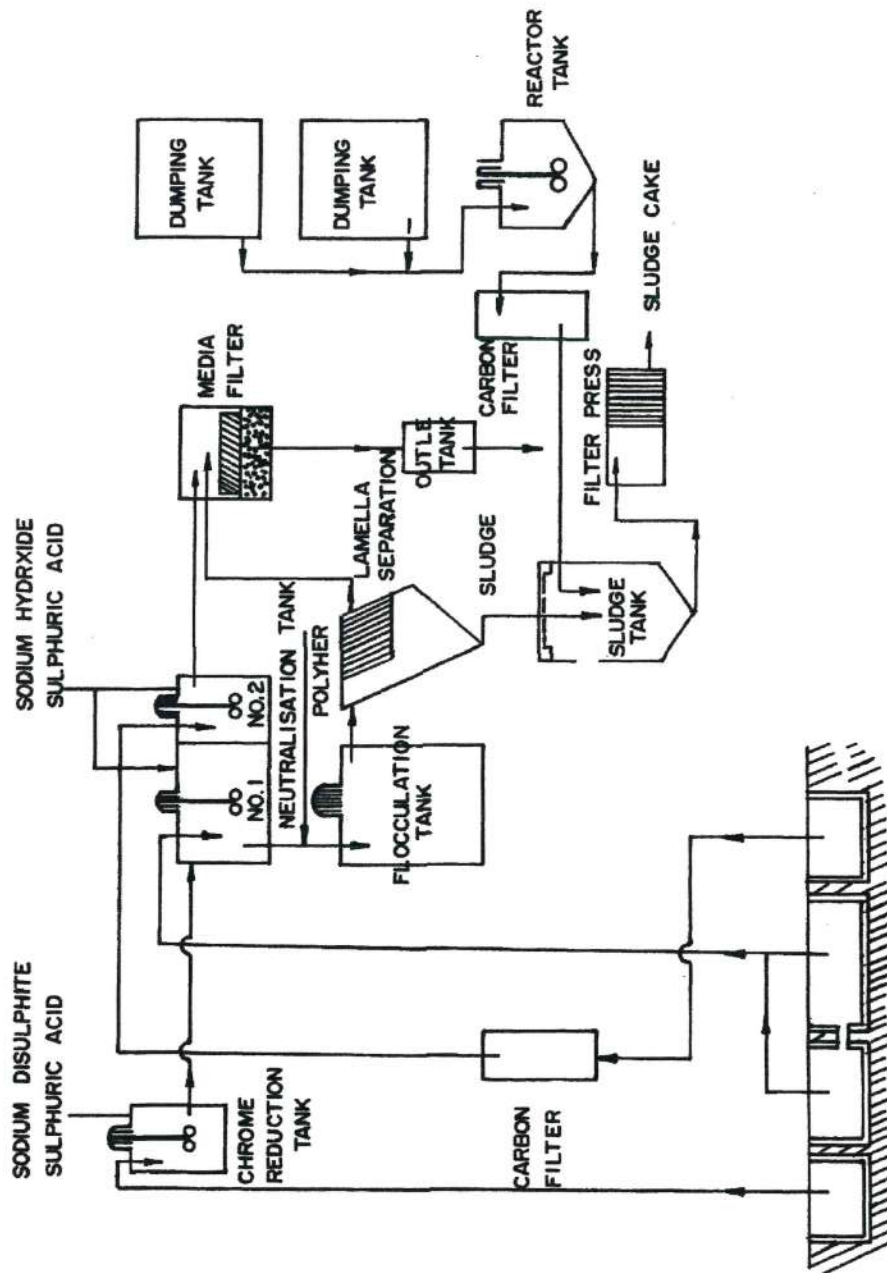 SODIUM DISULPHITE
SULPHURIC ACID
CHROME
REDUCTION
TANK
CARBON
FILTER
SODIUM HYDRXIDE
SULPHURIC ACID
NO.1
NO.2
NEUTRALISATION TANK
POLYHER
FILOCCULATION
TANK
LAMELLA
SEPARATION
SLUDGE
MEDIA
FILTER
OUTLE
TANK
SLUDGE
TANK
CARBON
FILTER
FILTER PRESS
SLUDGE CAKE
DUMPING
TANK
DUMPING
TANK
REACTOR
TANK